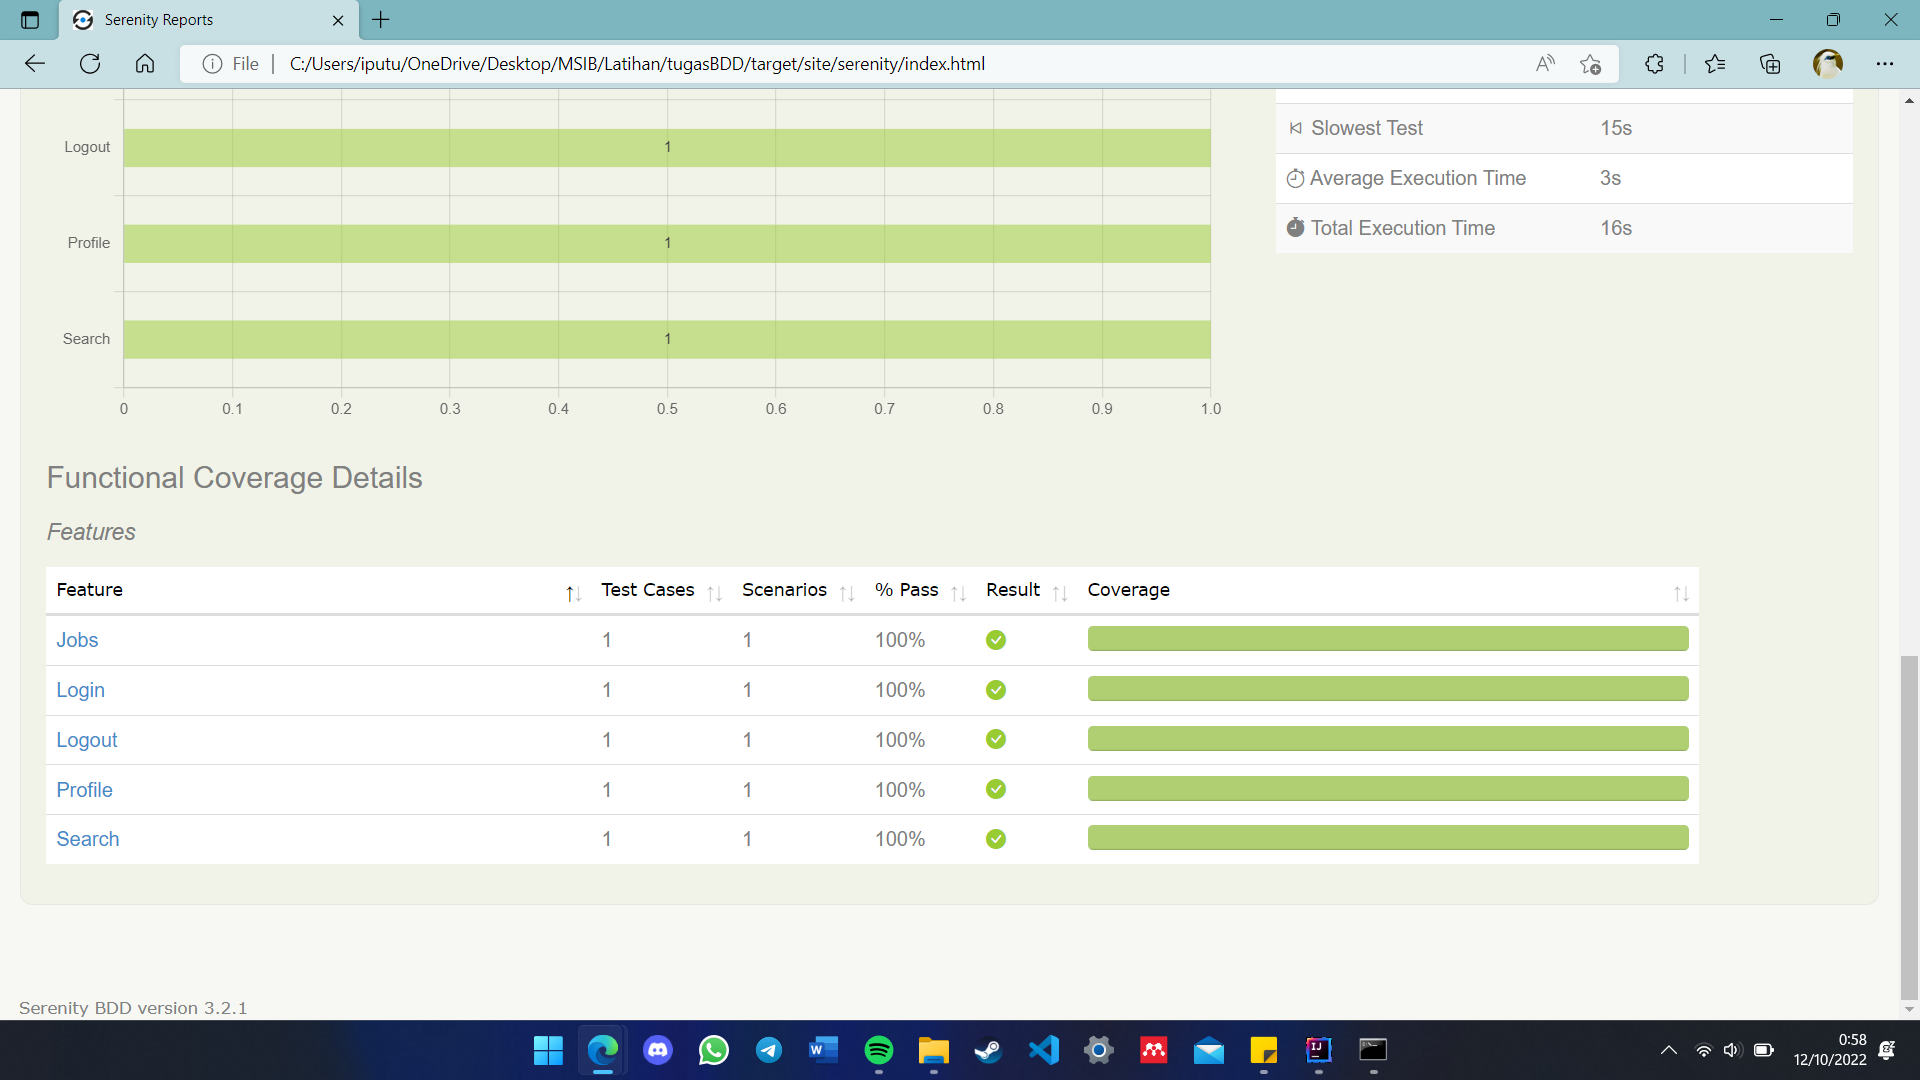 Serenity Reports
File
C:/Users/iputu/OneDrive/Desktop/MSIB/Latihan/tugasBDD/target/site/serenity/index.html
Logout 1
Profile 1
Search 1
0 0.1 0.2 0.3 0.4 0.5 0.6 0.7 0.8 0.9 1.0
Slowest Test 15s
Average Execution Time 3s
Total Execution Time 16s
Functional Coverage Details
Features
Feature Test Cases Scenarios % Pass Result Coverage
Jobs 1 1 100%
Login 1 1 100%
Logout 1 1 100%
Profile 1 1 100%
Search 1 1 100%
Serenity BDD version 3.2.1
0:58
12/10/2022